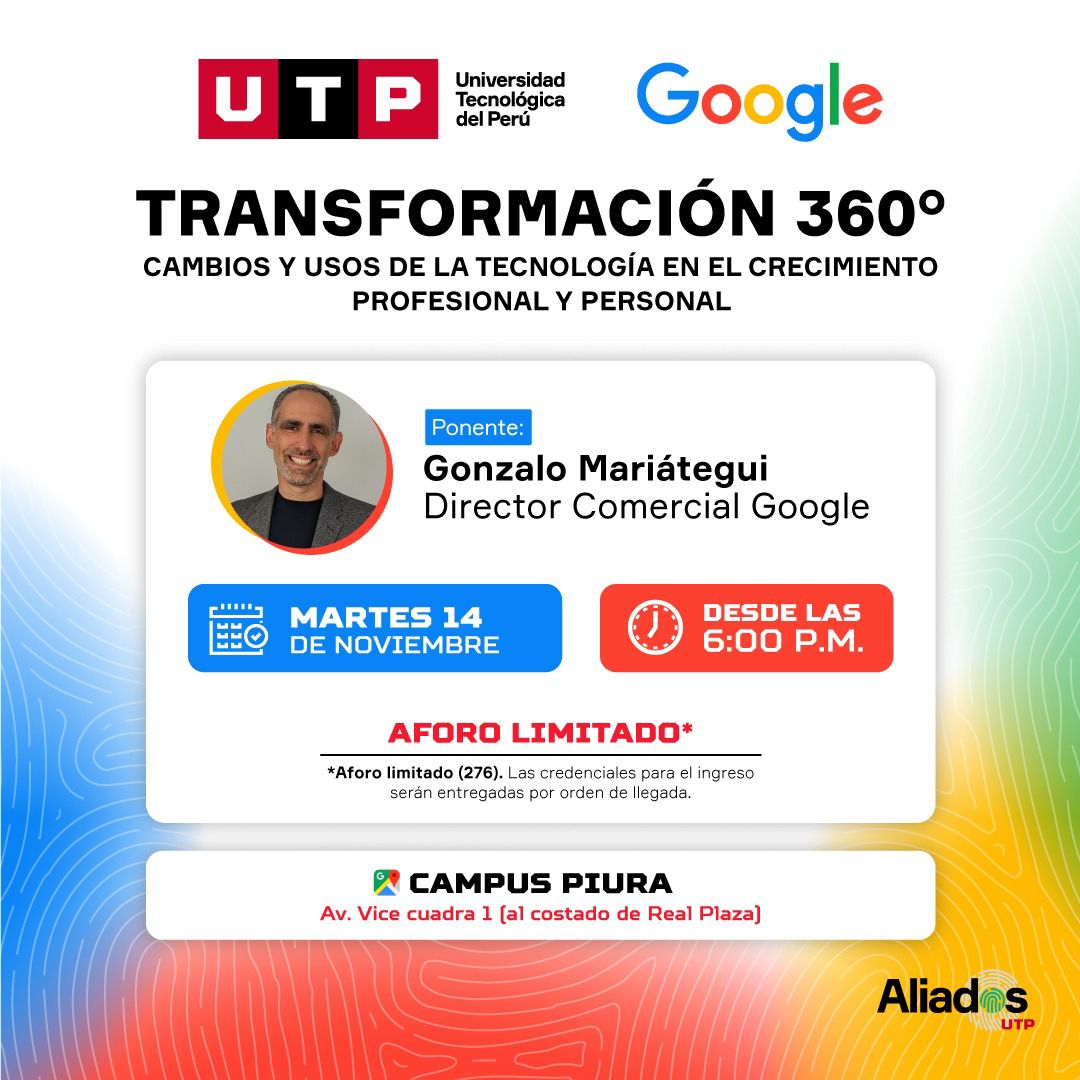 UTP
Universidad
Tecnológica
del Perú
Google
TRANSFORMACIÓN 360°
CAMBIOS Y USOS DE LA TECNOLOGÍA EN EL CRECIMIENTO
PROFESIONAL Y PERSONAL
Ponente:
Gonzalo Mariátegui
Director Comercial Google
MARTES 14
DE NOVIEMBRE
DESDE LAS
6:00 P.M.
AFORO LIMITADO*
*Aforo limitado (276). Las credenciales para el ingreso
serán entregadas por orden de llegada.
G
CAMPUS PIURA
Av. Vice cuadra 1 (al costado de Real Plaza)
Aliados
UTP